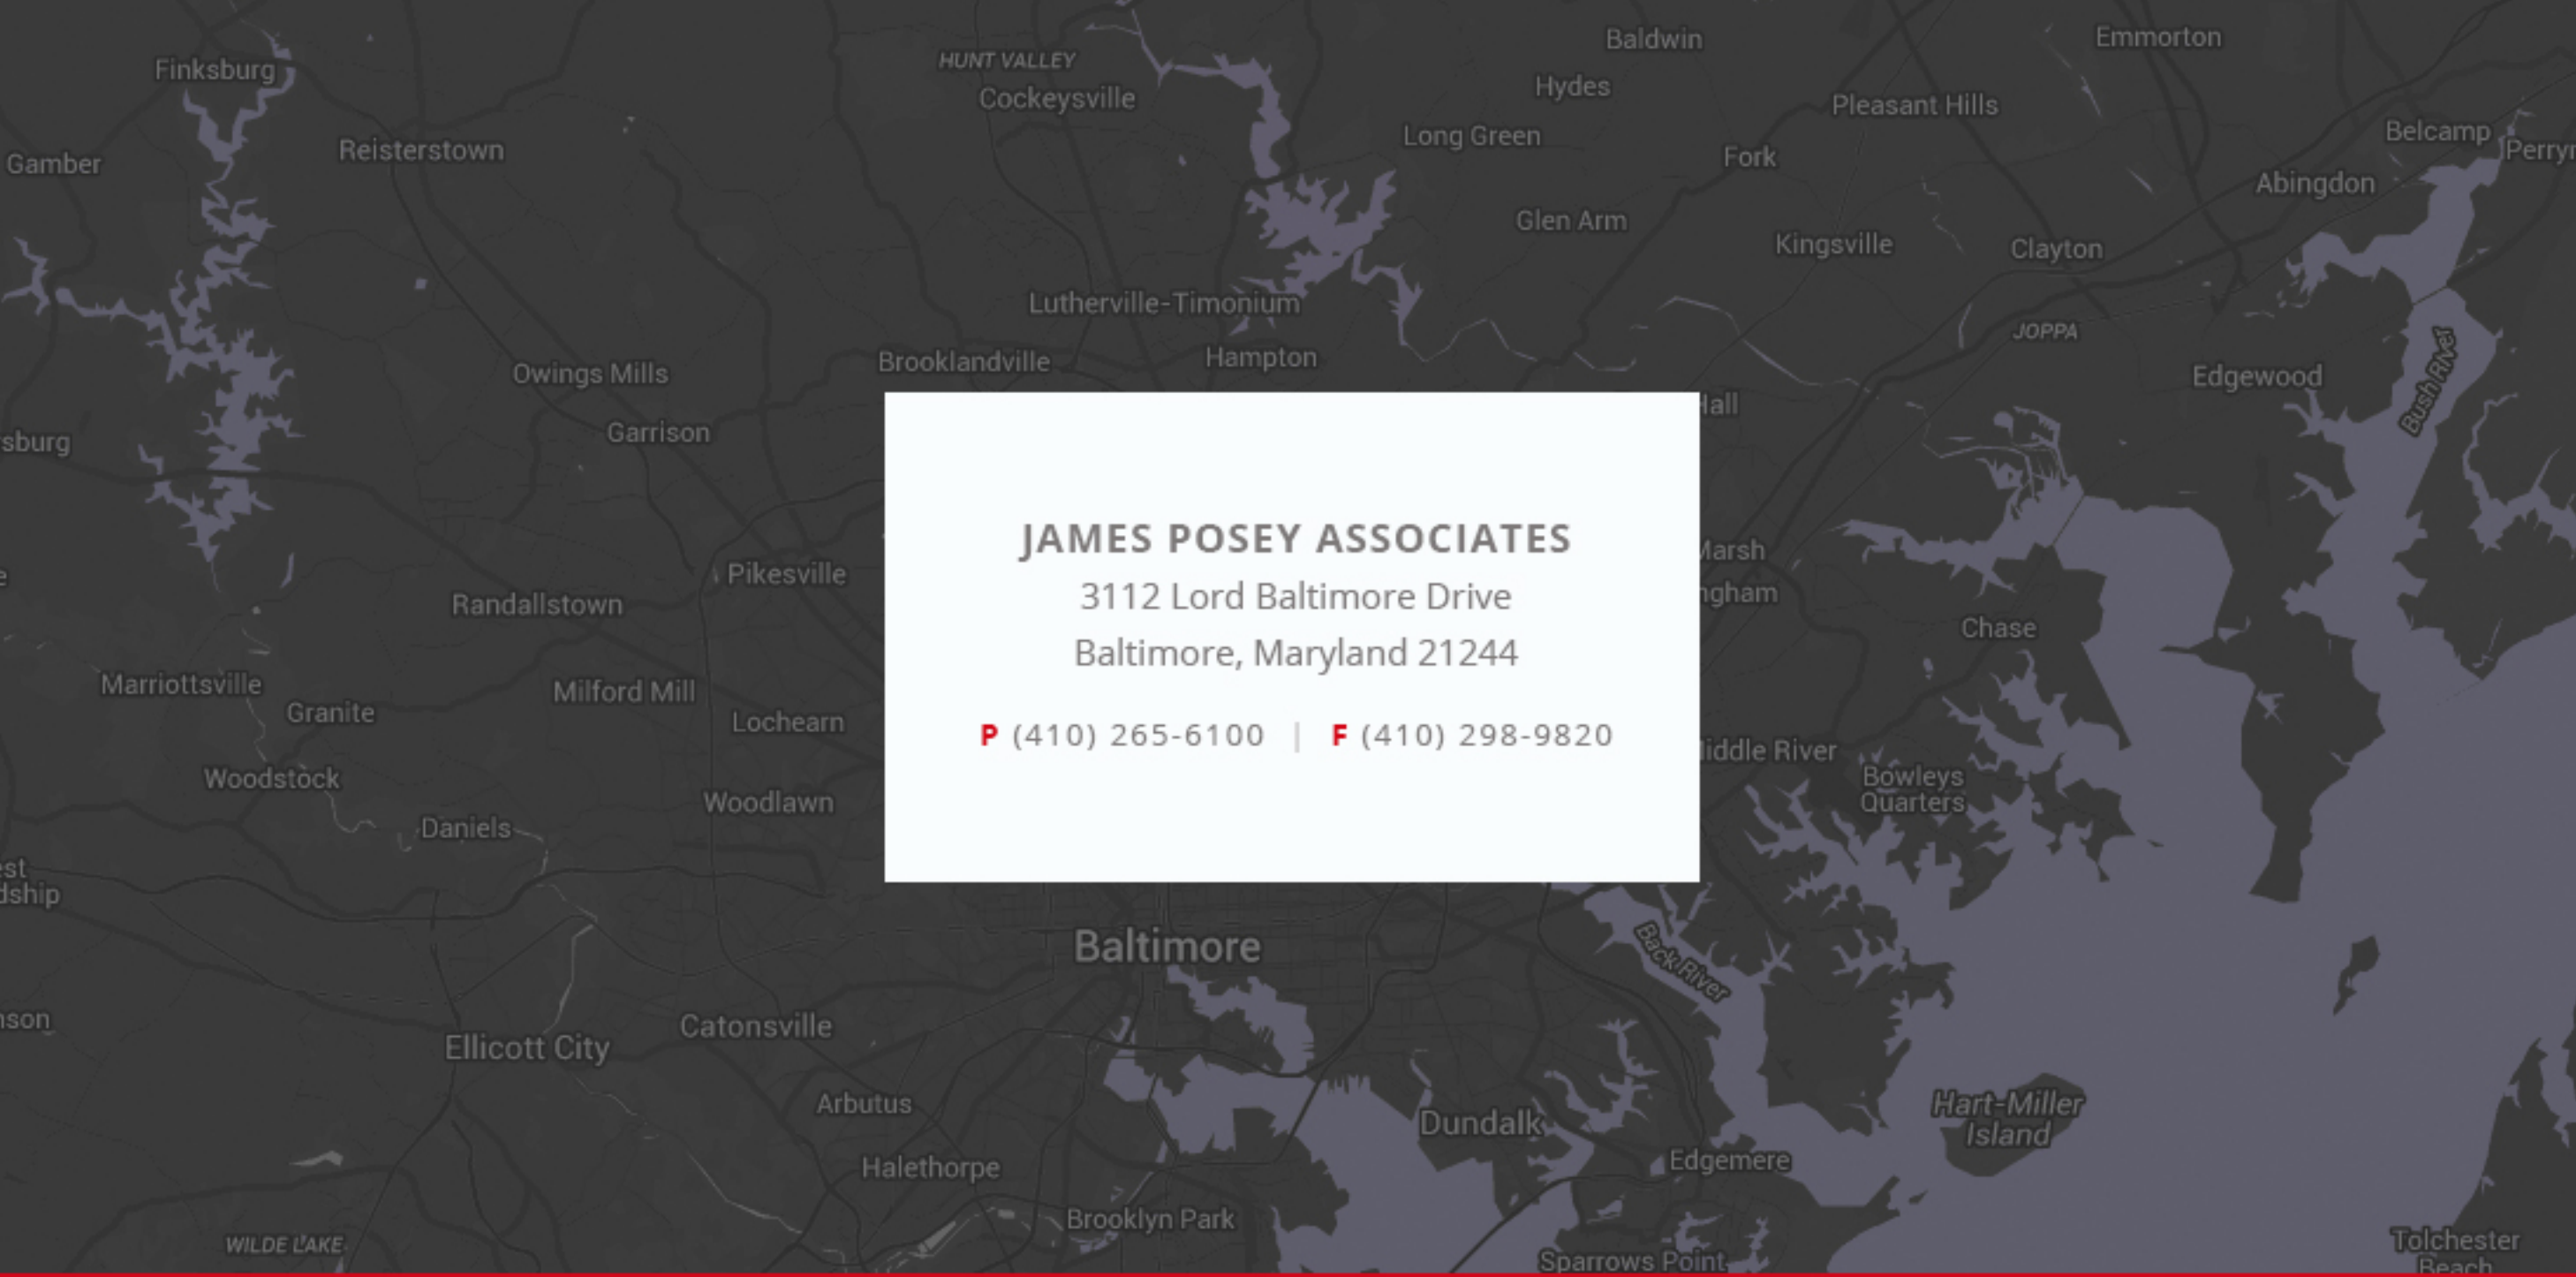 Baldwin
Emmorton
Finksburg
HUNT VALLEY
Cockeysville
Hydes
Pleasant Hills
Long Green
Belcamp
Reisterstown
Gamber
Fork
Abingdon
Glen Arm
Kingsville
Clayton
Lutherville-Timonium
JOPPA
Brooklandville
Hampton
Owings Mills
Edgewood
Bush River
Garrison
JAMES POSEY ASSOCIATES
3112 Lord Baltimore Drive
Baltimore, Maryland 21244
P (410) 265-6100 | F (410) 298-9820
Pikesville
Randallstown
Chase
Marriottsville
Granite
Milford Mill
Lochearn
Woodstock
Woodlawn
Daniels
River
Bowleys
Quarters
Baltimore
Back River
Ellicott City
Catonsville
Arbutus
Dundalk
Hart-Miller
Island
Halethorpe
Edgemere
Brooklyn Park
WILDE LAKE
Sparrows Point
Tolchester
Beach